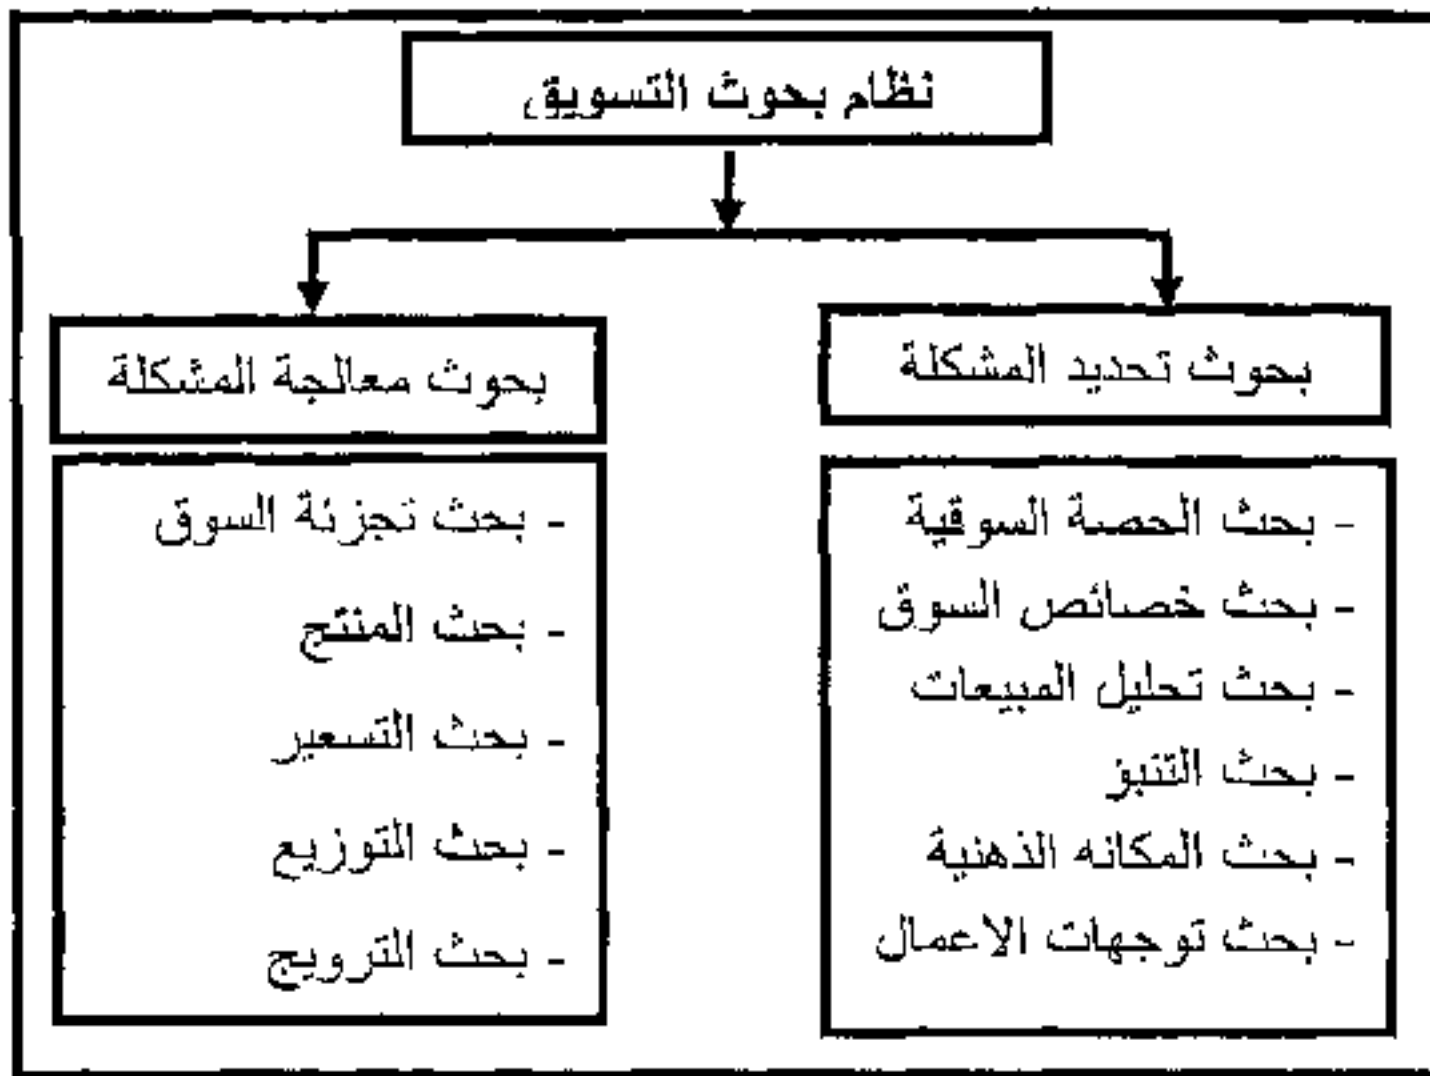 نظام بحوث التسويق
بحوث تحديد المشكلة
- بحث الحصة السوقية
- بحث خصائص السوق
- بحث تحليل المبيعات
- بحث التنبؤ
- بحث المكانه الذهنية
- بحث توجهات الاعمال
بحوث معالجة المشكلة
- بحث تجزئة السوق
- بحث المنتج
- بحث التسعير
- بحث التوزيع
- بحث الترويج